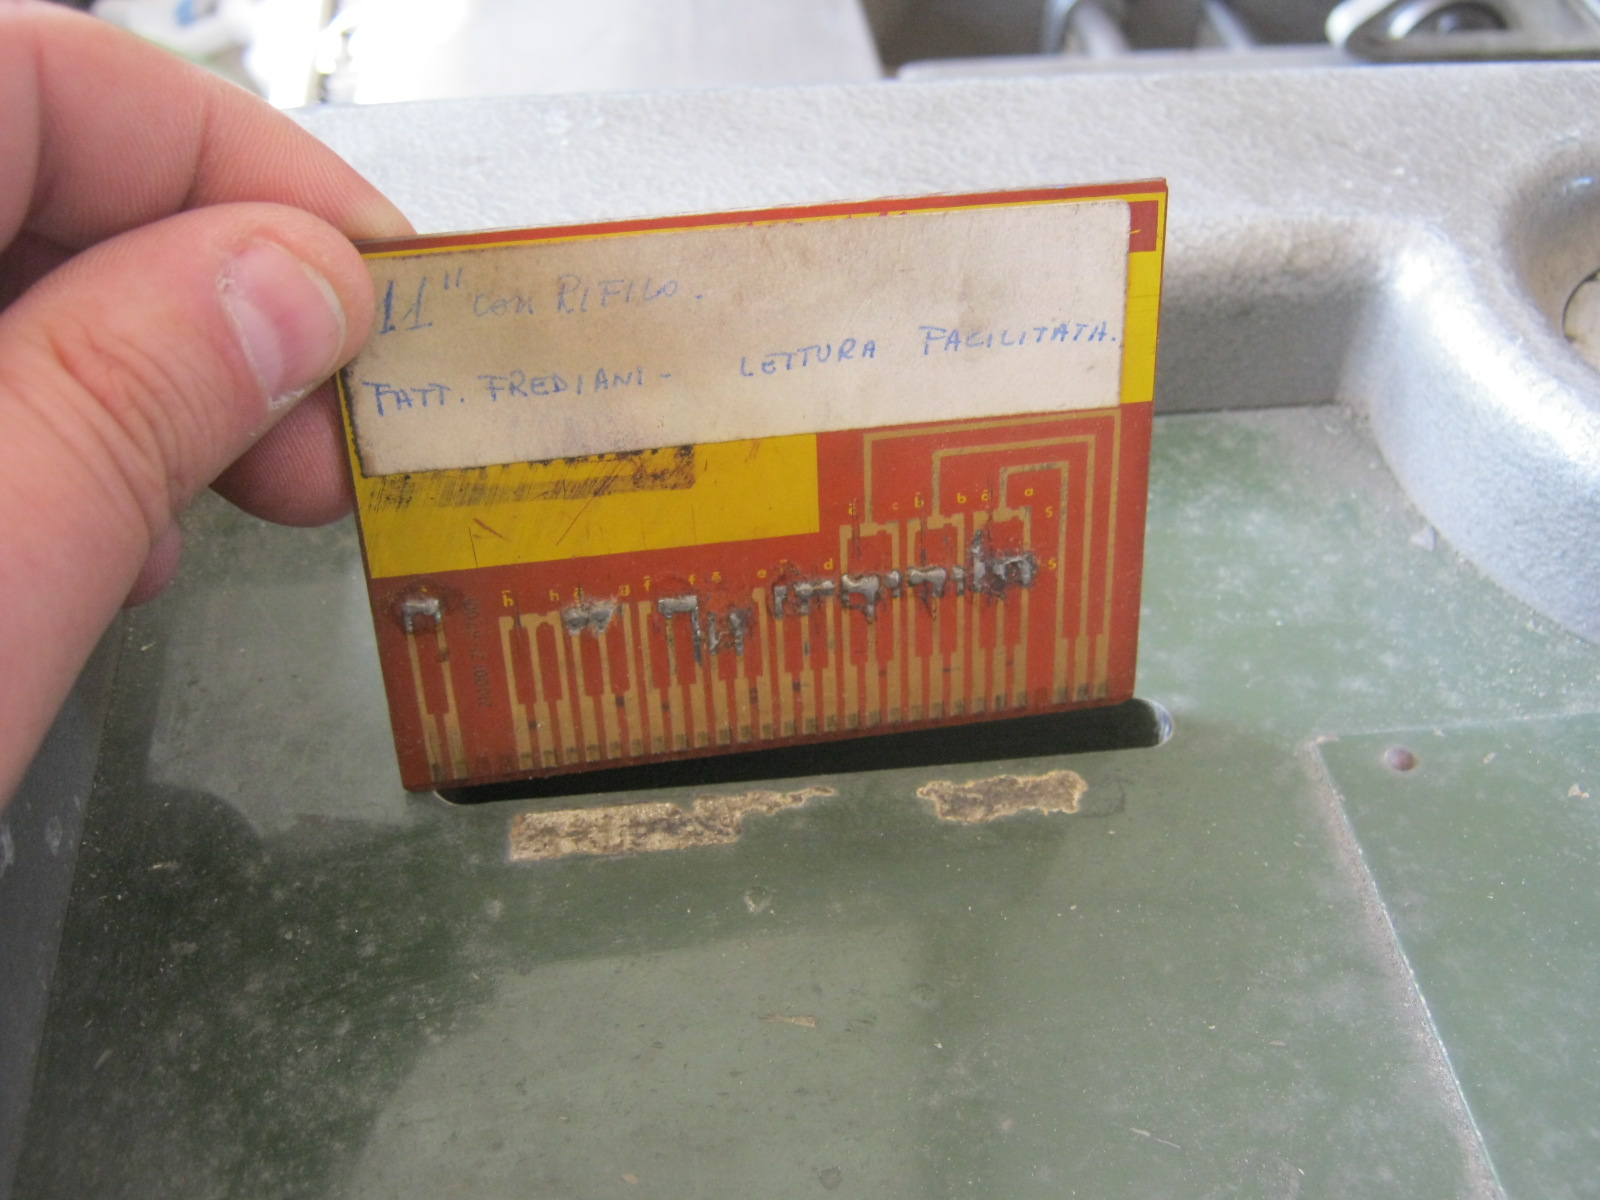 11" con RIFILO.
FATT. FREDIANI - LETTURA FACILITATA.
h h g g f f e e d c b b c a s
s